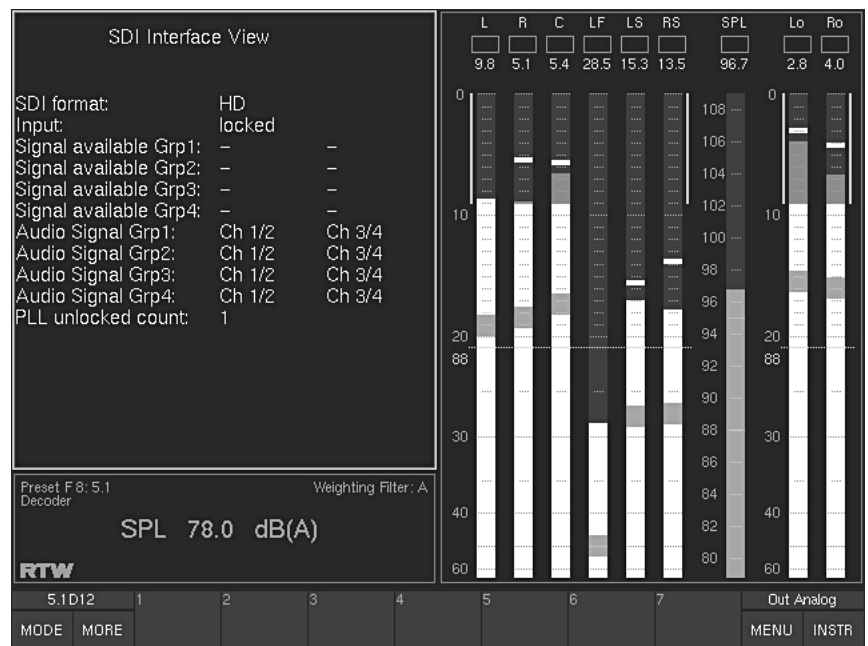 SDI Interface View
SDI format: HD
Input: locked
Signal available Grp1: – –
Signal available Grp2: – –
Signal available Grp3: – –
Signal available Grp4: – –
Audio Signal Grp1: Ch 1/2 Ch 3/4
Audio Signal Grp2: Ch 1/2 Ch 3/4
Audio Signal Grp3: Ch 1/2 Ch 3/4
Audio Signal Grp4: Ch 1/2 Ch 3/4
PLL unlocked count: 1
Preset F8: 5.1 Weighting Filter: A
Decoder
SPL 78.0 dB(A)
RTW
L R C LF LS RS SPL Lo Ro
9.8 5.1 5.4 28.5 15.3 13.5 96.7 2.8 4.0
0
10
20
88
30
40
60
108
106
104
102
100
98
96
94
92
90
88
86
84
82
80
0
10
20
88
30
40
60
5.1D12 1 2 3 4 5 6 7 Out Analog
MODE MORE MENU INSTR